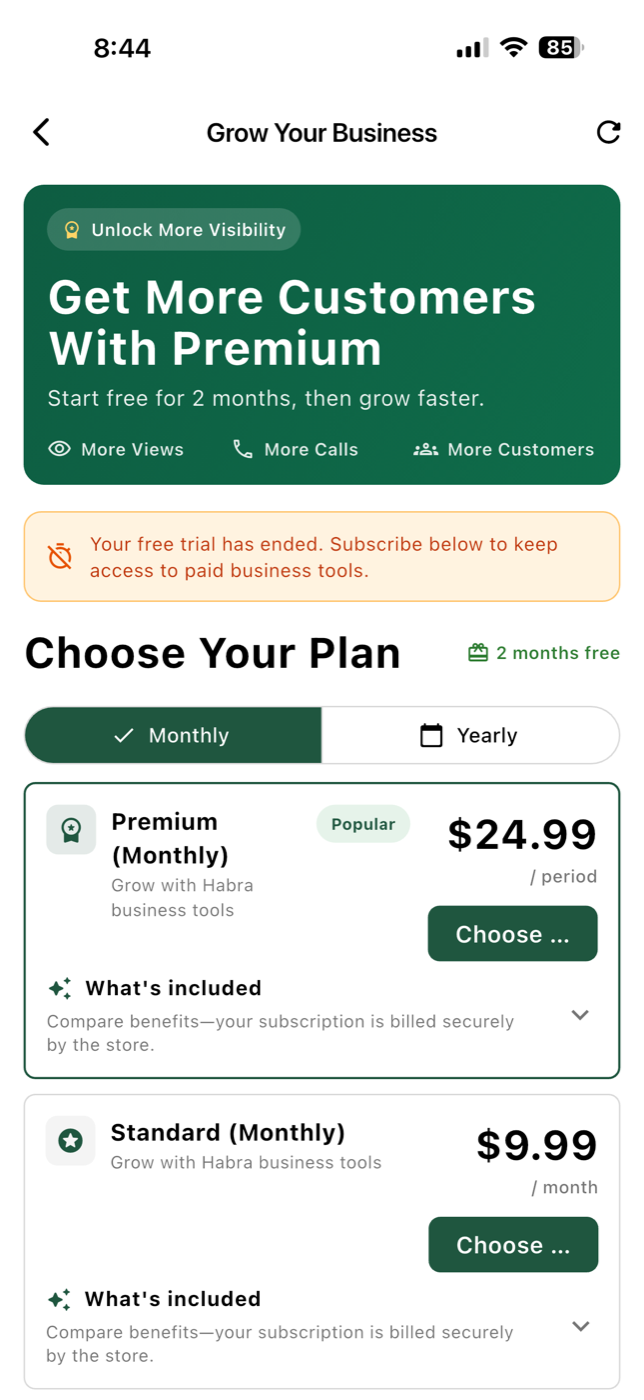 8:44
85
Grow Your Business
Unlock More Visibility
Get More Customers
With Premium
Start free for 2 months, then grow faster.
More Views
More Calls
More Customers
Your free trial has ended. Subscribe below to keep
access to paid business tools.
Choose Your Plan
2 months free
Monthly
Yearly
Premium
(Monthly)
Popular
$24.99
/ period
Grow with Habra
business tools
Choose ...
What's included
Compare benefits—your subscription is billed securely
by the store.
Standard (Monthly)
$9.99
Grow with Habra business tools
/ month
Choose ...
What's included
Compare benefits—your subscription is billed securely
by the store.